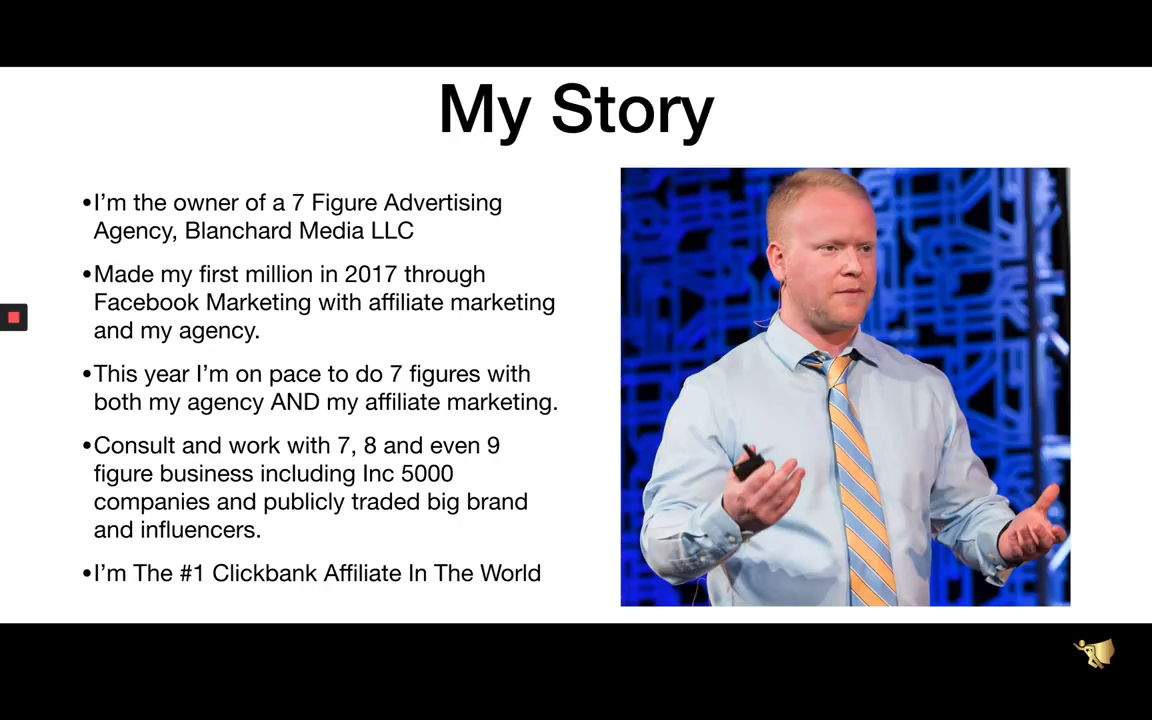 My Story
•I’m the owner of a 7 Figure Advertising
Agency, Blanchard Media LLC
•Made my first million in 2017 through
Facebook Marketing with affiliate marketing
and my agency.
•This year I’m on pace to do 7 figures with
both my agency AND my affiliate marketing.
•Consult and work with 7, 8 and even 9
figure business including Inc 5000
companies and publicly traded big brand
and influencers.
•I’m The #1 Clickbank Affiliate In The World